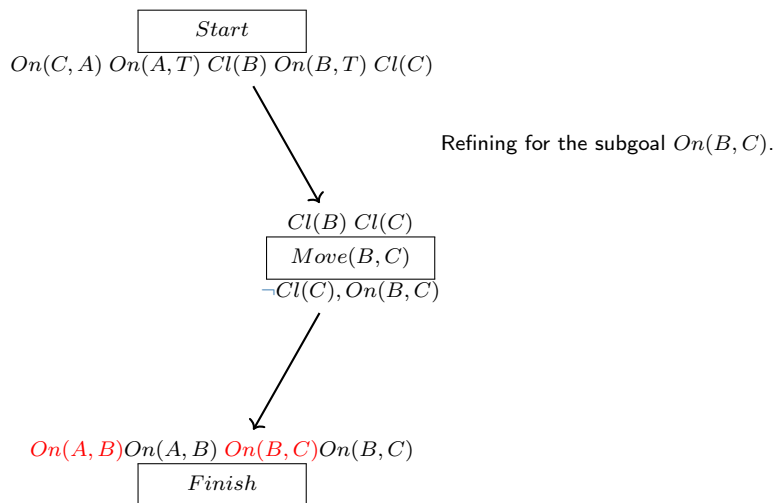 Start
On(C, A) On(A, T) Cl(B) On(B, T) Cl(C)
Refining for the subgoal On(B, C).
Cl(B) Cl(C)
Move(B, C)
¬Cl(C), On(B, C)
On(A, B)On(A, B) On(B, C)On(B, C)
Finish